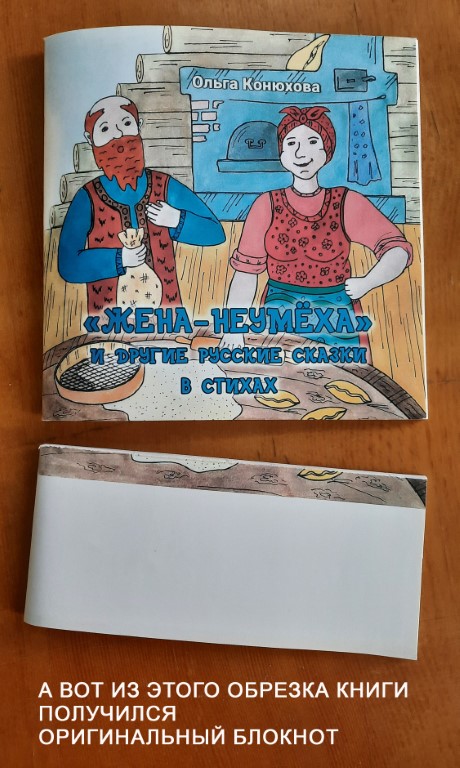 Ольга Конюхова
«ЖЕНА-НЕУМЁХА»
И ДРУГИЕ РУССКИЕ СКАЗКИ
В СТИХАХ
А ВОТ ИЗ ЭТОГО ОБРЕЗКА КНИГИ
ПОЛУЧИЛСЯ
ОРИГИНАЛЬНЫЙ БЛОКНОТ